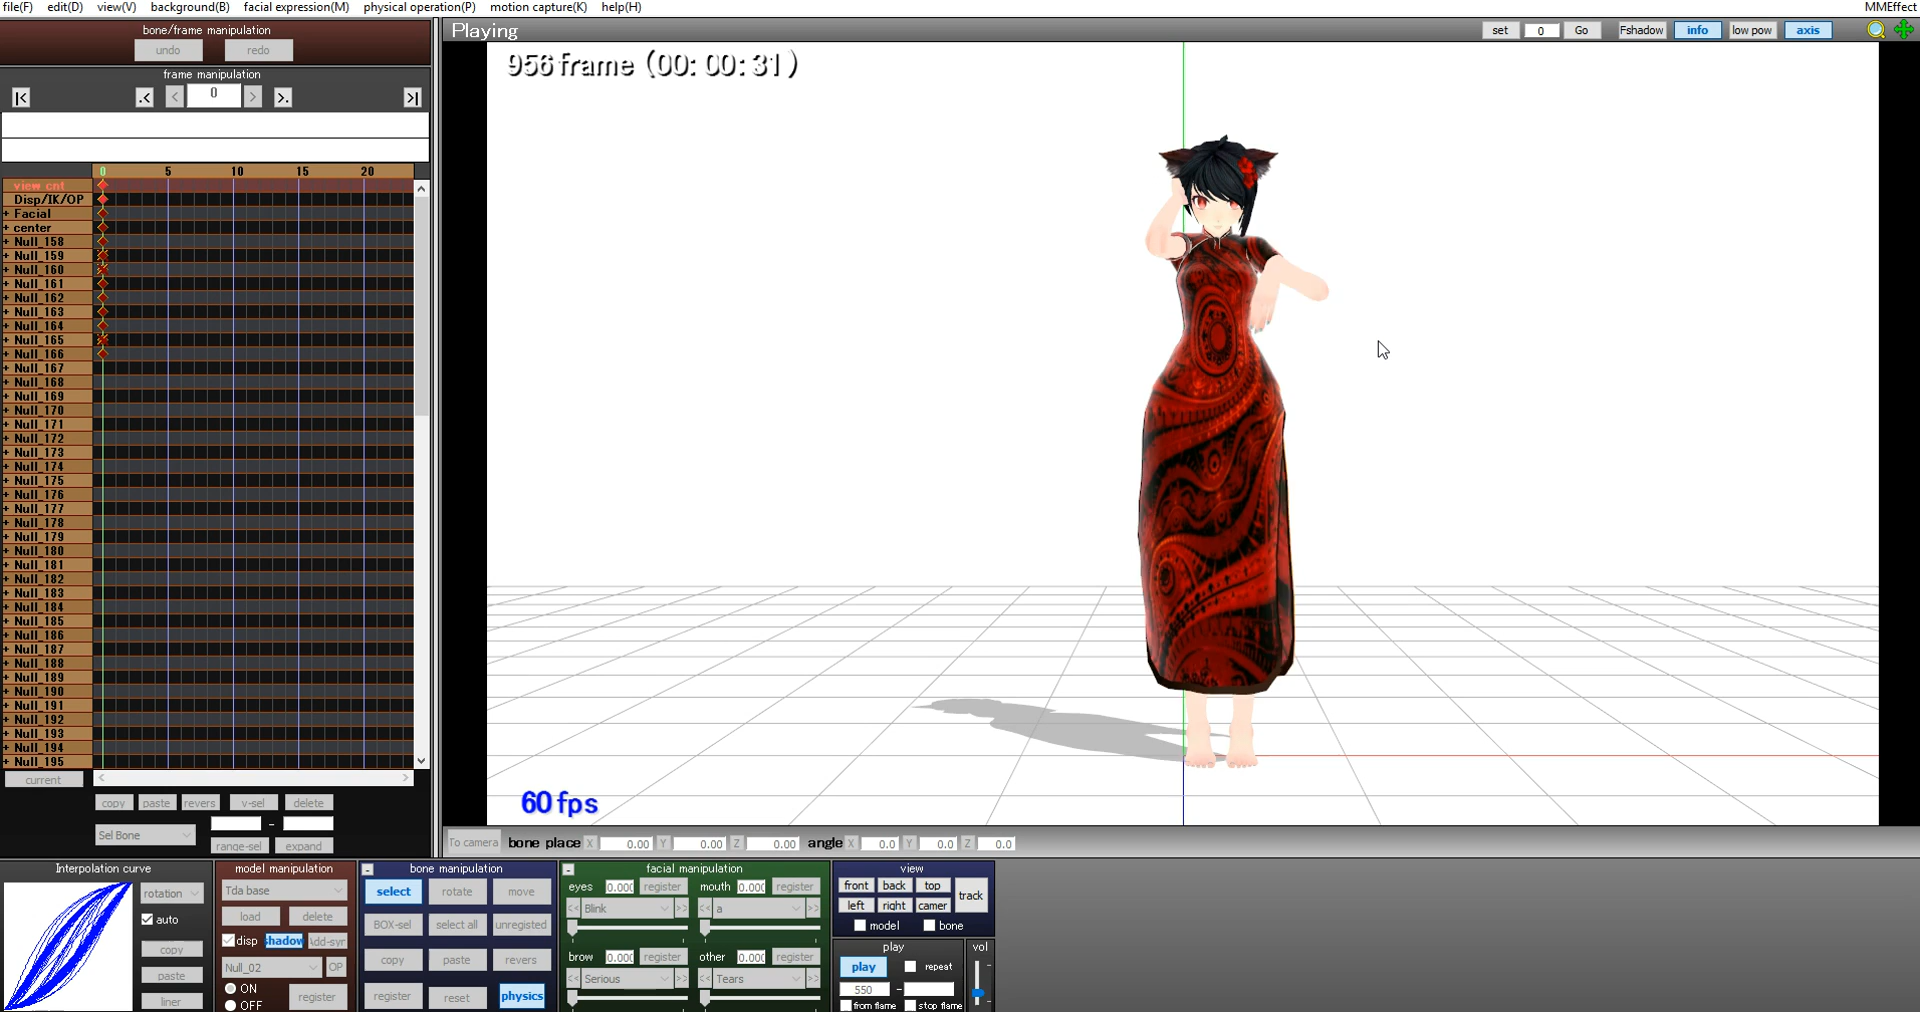 file(F) edit(D) view(V) background(B) facial expression(M) physical operation(P) motion capture(K) help(H) MMEffect
bone/frame manipulation
undo redo
frame manipulation
|< .< < 0 > >. >|
Playing
set 0 Go Fshadow info low pow axis
956 frame (00:00:31)
0 5 10 15 20
view cnt
Disp/IK/OP
+ Facial
+ center
+ Null_158
+ Null_159
+ Null_160
+ Null_161
+ Null_162
+ Null_163
+ Null_164
+ Null_165
+ Null_166
+ Null_167
+ Null_168
+ Null_169
+ Null_170
+ Null_171
+ Null_172
+ Null_173
+ Null_174
+ Null_175
+ Null_176
+ Null_177
+ Null_178
+ Null_179
+ Null_180
+ Null_181
+ Null_182
+ Null_183
+ Null_184
+ Null_185
+ Null_186
+ Null_187
+ Null_188
+ Null_189
+ Null_190
+ Null_191
+ Null_192
+ Null_193
+ Null_194
+ Null_195
current
copy paste revers v-sel delete
-
Sel Bone range-sel expand
60 fps
To camera bone place X 0.00 Y 0.00 Z 0.00 angle X 0.0 Y 0.0 Z 0.0
Interpolation curve
rotation
auto
copy
paste
liner
model manipulation
Tda base
load delete
disp shadow Add-syn
Null_02 OP
ON
OFF
register
- bone manipulation
select rotate move
BOX-sel select all unregisted
copy paste revers
register reset physics
- facial manipulation
eyes 0.000 register mouth 0.000 register
<< Blink >> << a >>
brow 0.000 register other 0.000 register
<< Serious >> << Tears >>
view
front back top
left right camer track
model bone
play
play repeat
550 -
from flame stop flame
vol